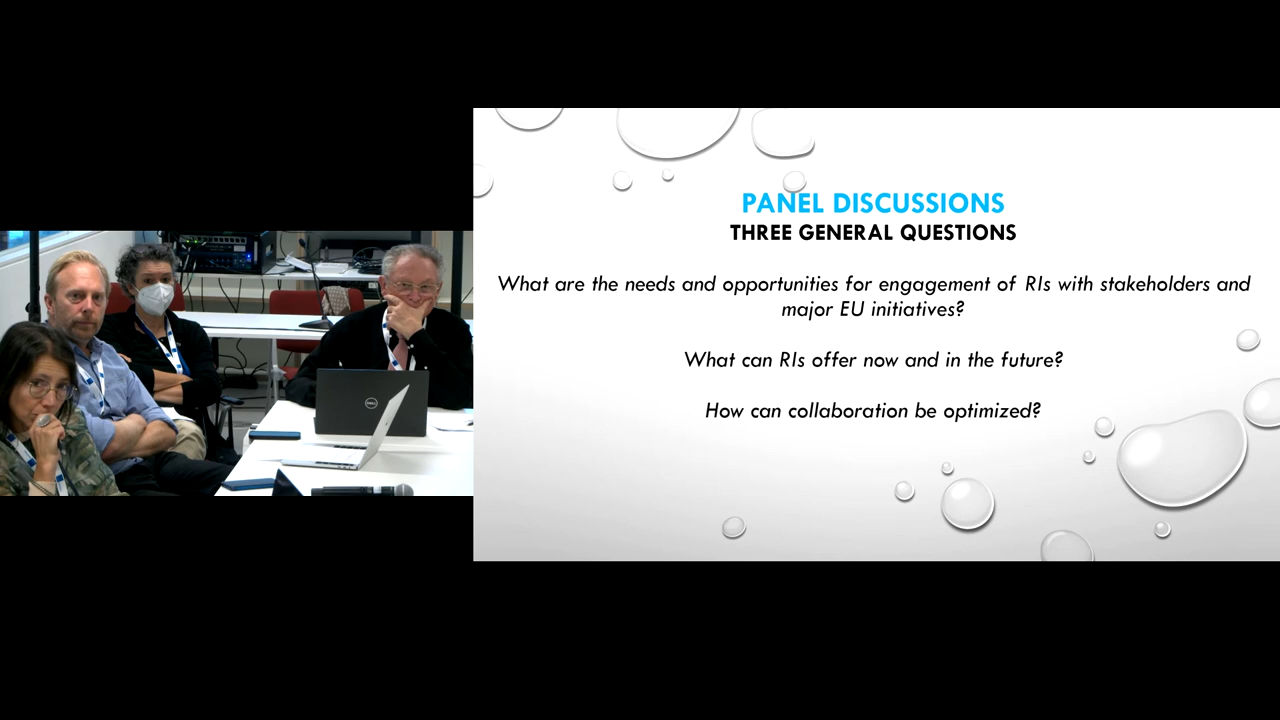 PANEL DISCUSSIONS
THREE GENERAL QUESTIONS
What are the needs and opportunities for engagement of RIs with stakeholders and
major EU initiatives?
What can RIs offer now and in the future?
How can collaboration be optimized?
DELL